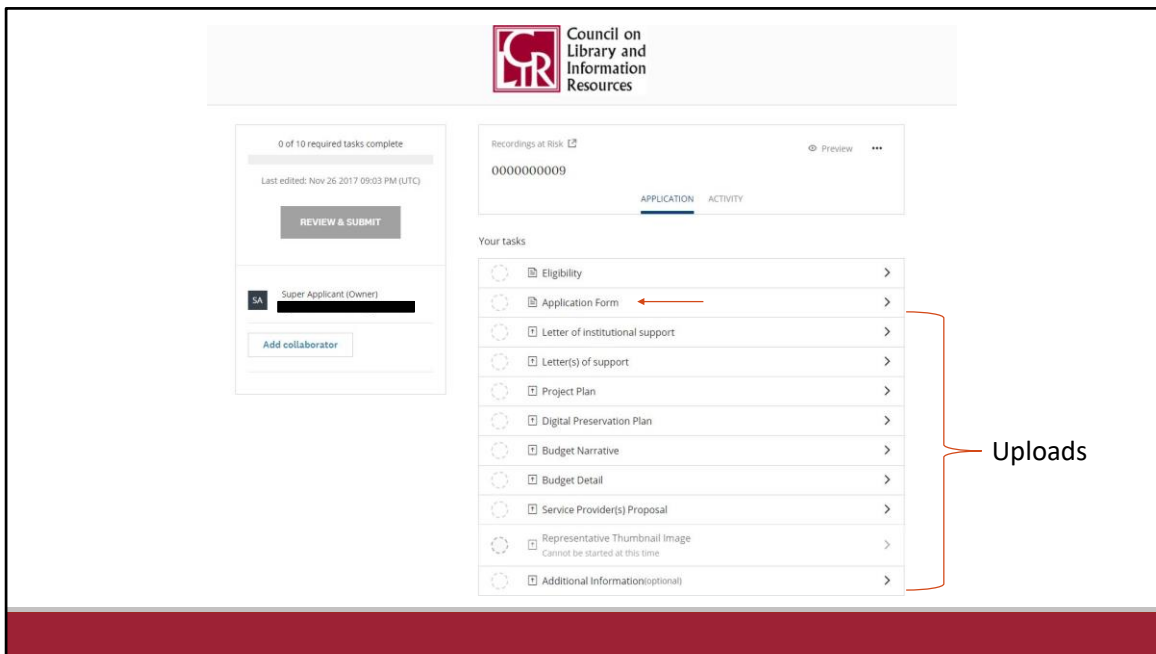 CLIR
Council on
Library and
Information
Resources
0 of 10 required tasks complete
Last edited: Nov 26 2017 09:03 PM (UTC)
REVIEW & SUBMIT
SA
Super Applicant (Owner)
Add collaborator
Recordings at Risk
Preview
0000000009
APPLICATION ACTIVITY
Your tasks
Eligibility
Application Form
Letter of institutional support
Letter(s) of support
Project Plan
Digital Preservation Plan
Budget Narrative
Budget Detail
Service Provider(s) Proposal
Representative Thumbnail Image
Cannot be started at this time
Additional Information(optional)
Uploads